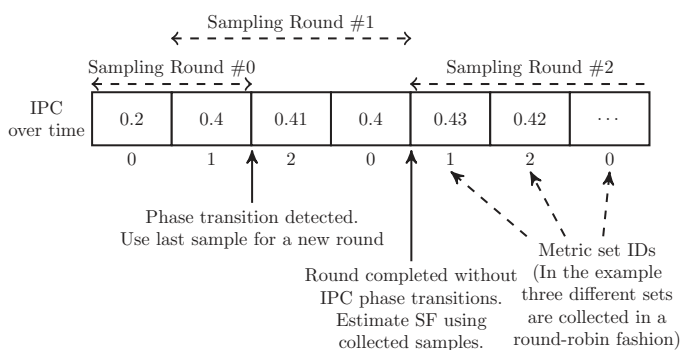 Sampling Round #1
Sampling Round #0
Sampling Round #2
IPC
over time
0.2 0.4 0.41 0.4 0.43 0.42 ...
0 1 2 0 1 2 0
Phase transition detected.
Use last sample for a new round
Round completed without
IPC phase transitions.
Estimate SF using
collected samples.
Metric set IDs
(In the example
three different sets
are collected in a
round-robin fashion)